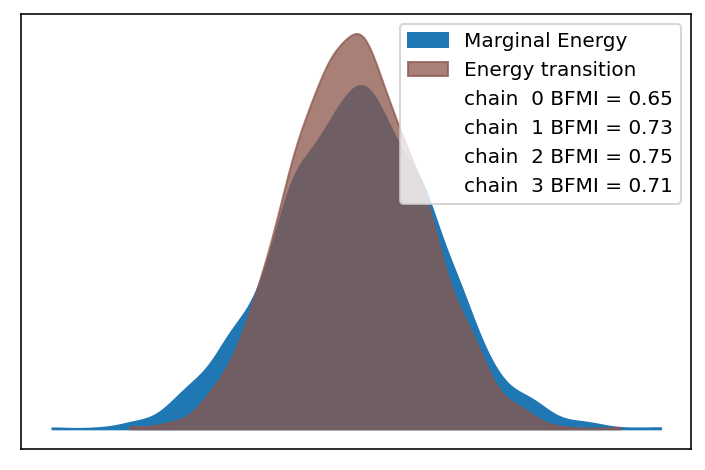 Marginal Energy
Energy transition
chain  0 BFMI = 0.65
chain  1 BFMI = 0.73
chain  2 BFMI = 0.75
chain  3 BFMI = 0.71